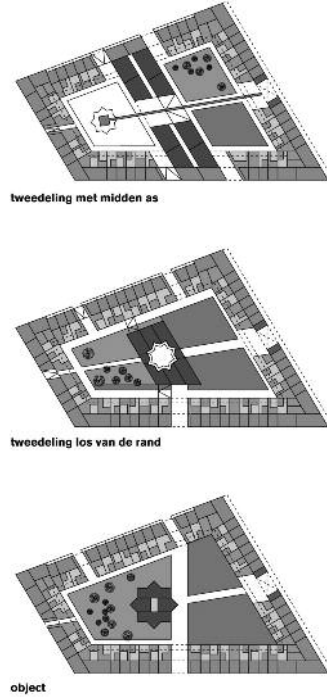 tweedeling met midden as
tweedeling los van de rand
object